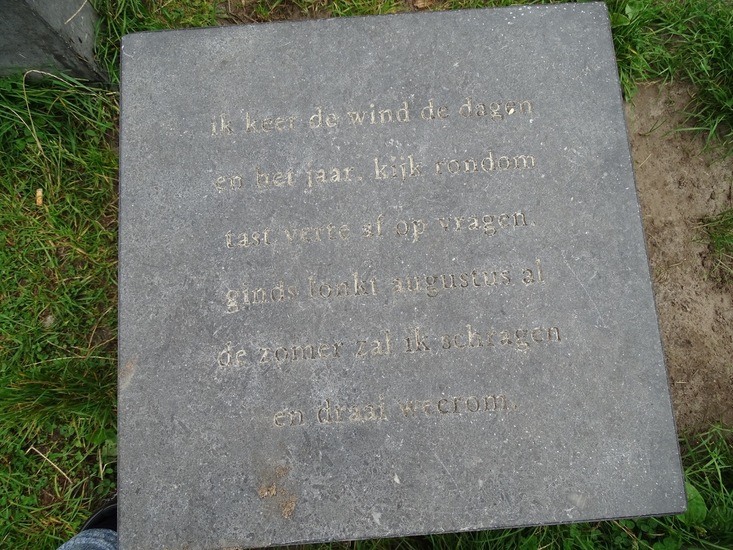 ik keer de wind de dagen
en het jaar, kijk rondom
tast verte af op vragen.
ginds lonkt augustus al
de zomer zal ik schragen
en draai weerom.